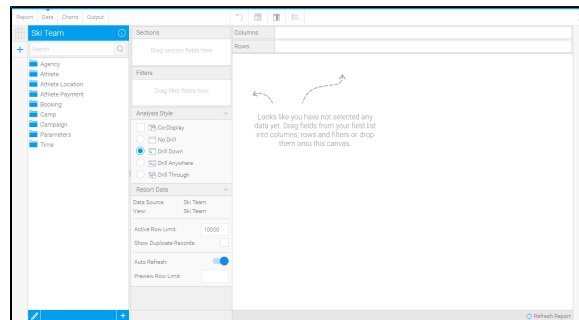 Report Data Charts Output
Ski Team
Search
Agency
Athlete
Athlete Location
Athlete Payment
Booking
Camp
Campaign
Parameters
Time
Sections
Drag section fields here
Filters
Drag filter fields here
Analysis Style
Co-Display
No Drill
Drill Down
Drill Anywhere
Drill Through
Report Data
Data Source: Ski Team
View: Ski Team
Active Row Limit: 10000
Show Duplicate Records:
Auto Refresh:
Preview Row Limit:
Columns
Rows
Looks like you have not selected any
data yet. Drag fields from your field list
into columns, rows and filters or drop
them onto this canvas.
Refresh Report